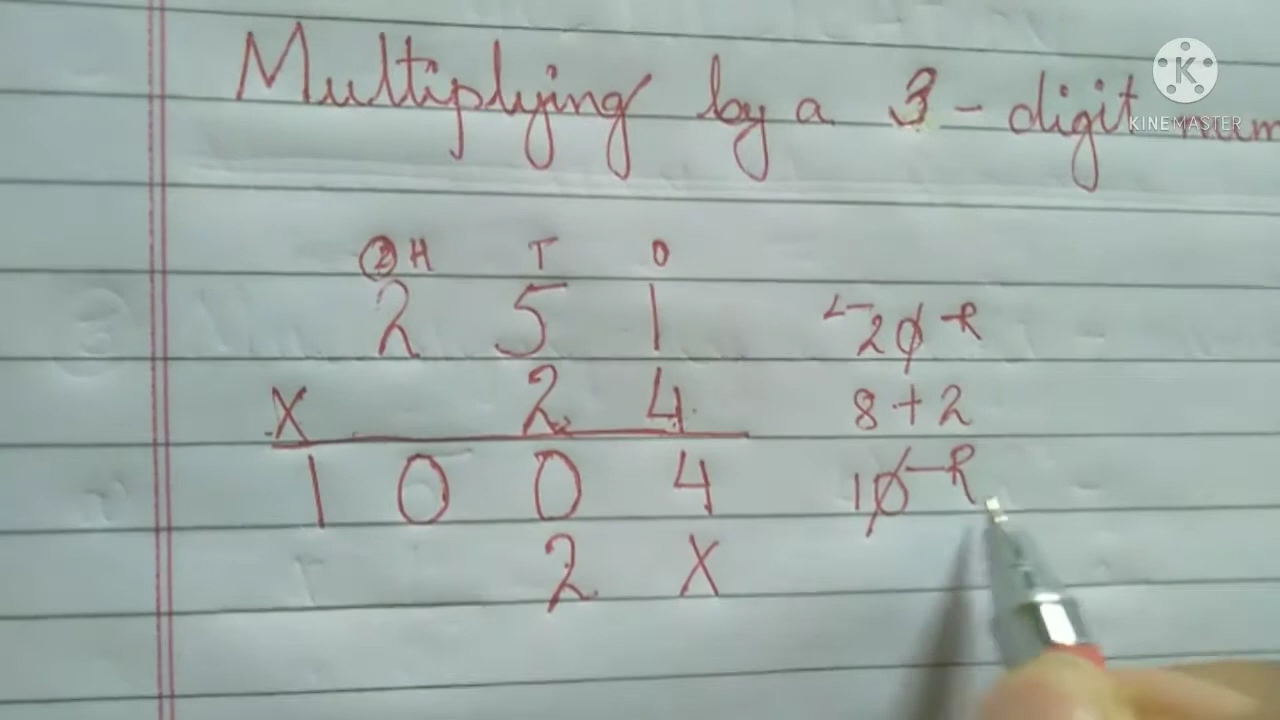 Multiplying by a 3-digit
K
KINEMASTER
② H T O
2 5 1 L-20-R
X 2 4 8+2
1 0 0 4 10-R
2 X